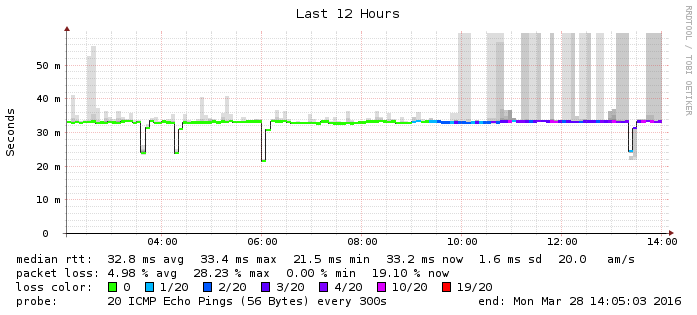 Last 12 Hours
RRDTOOL / TOBI OETIKER
Seconds
50 m
40 m
30 m
20 m
10 m
0
04:00 06:00 08:00 10:00 12:00 14:00
median rtt: 32.8 ms avg 33.4 ms max 21.5 ms min 33.2 ms now 1.6 ms sd 20.0 am/s
packet loss: 4.98 % avg 28.23 % max 0.00 % min 19.10 % now
loss color: 0 1/20 2/20 3/20 4/20 10/20 19/20
probe: 20 ICMP Echo Pings (56 Bytes) every 300s end: Mon Mar 28 14:05:03 2016